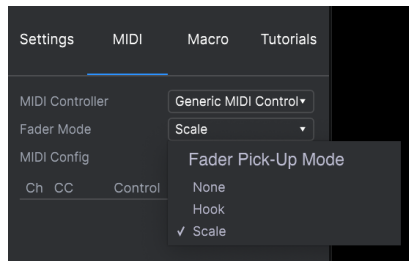 Settings MIDI Macro Tutorials
MIDI Controller Generic MIDI Control▾
Fader Mode Scale ▾
MIDI Config
Fader Pick-Up Mode
Ch CC Control
None
Hook
✓ Scale